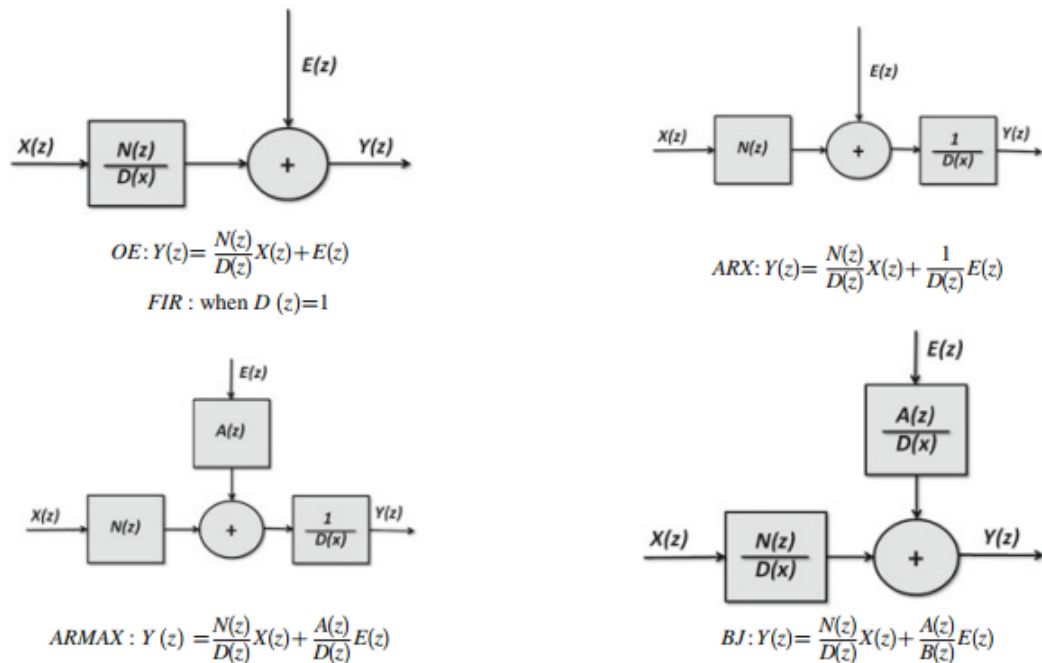 E(z)
X(z)
N(z)
D(x)
+
Y(z)
OE: Y(z)= N(z)/D(z) X(z)+E(z)
FIR : when D (z)=1
E(z)
X(z)
N(z)
+
1
D(x)
Y(z)
ARX: Y(z)= N(z)/D(z) X(z)+ 1/D(z) E(z)
E(z)
A(z)
X(z)
N(z)
+
1
D(x)
Y(z)
ARMAX : Y (z) = N(z)/D(z) X(z)+ A(z)/D(z) E(z)
E(z)
A(z)
D(x)
X(z)
N(z)
D(x)
+
Y(z)
BJ: Y(z)= N(z)/D(z) X(z)+ A(z)/B(z) E(z)